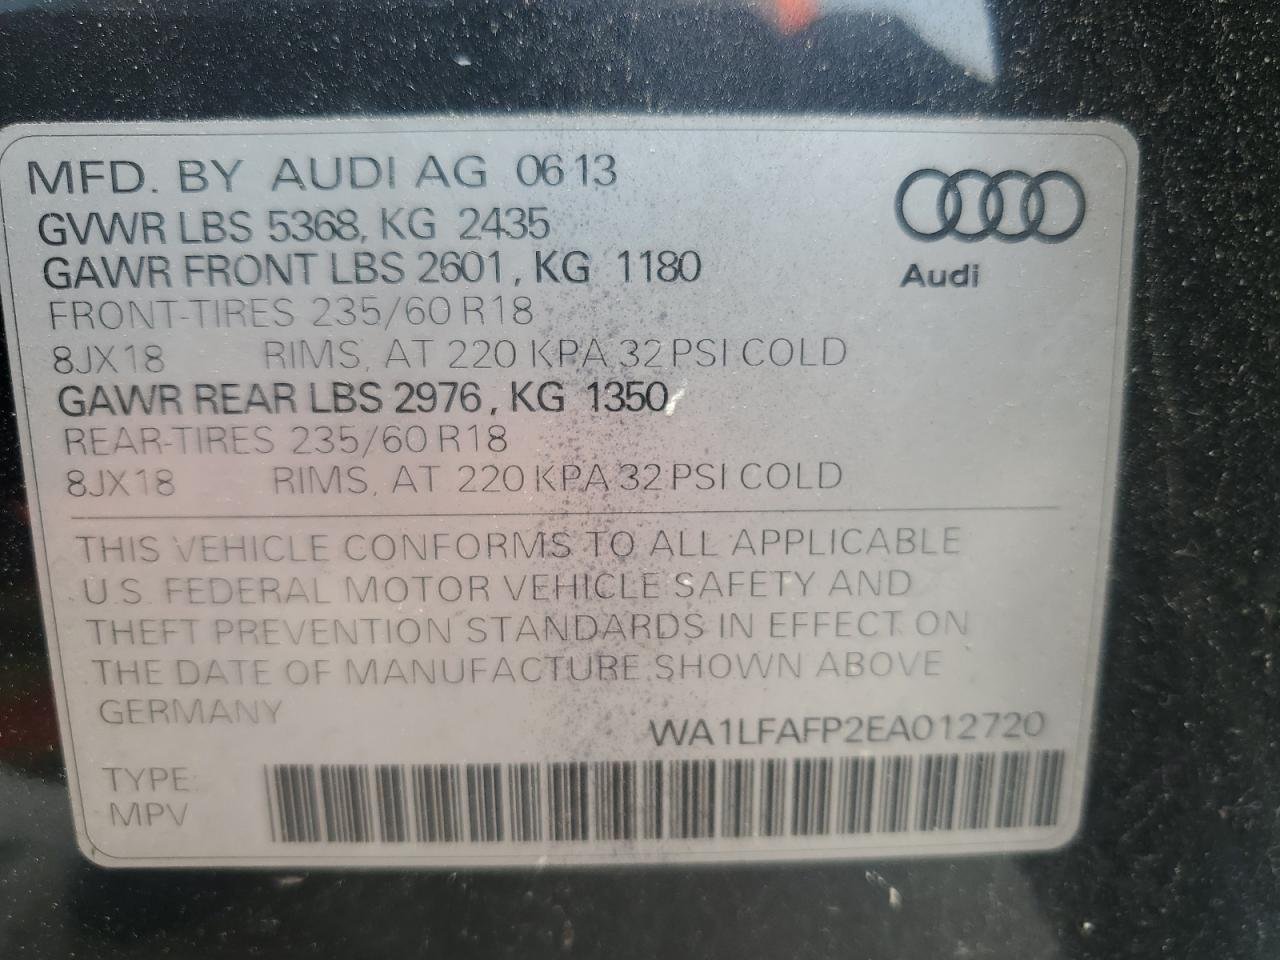 MFD. BY AUDI AG 06 13
GVWR LBS 5368, KG 2435
GAWR FRONT LBS 2601, KG 1180
FRONT-TIRES 235/60 R18
8JX18 RIMS, AT 220 KPA 32 PSI COLD
GAWR REAR LBS 2976, KG 1350
REAR-TIRES 235/60 R18
8JX18 RIMS, AT 220 KPA 32 PSI COLD
Audi
THIS VEHICLE CONFORMS TO ALL APPLICABLE
U.S. FEDERAL MOTOR VEHICLE SAFETY AND
THEFT PREVENTION STANDARDS IN EFFECT ON
THE DATE OF MANUFACTURE SHOWN ABOVE
GERMANY
WA1LFAFP2EA012720
TYPE:
MPV